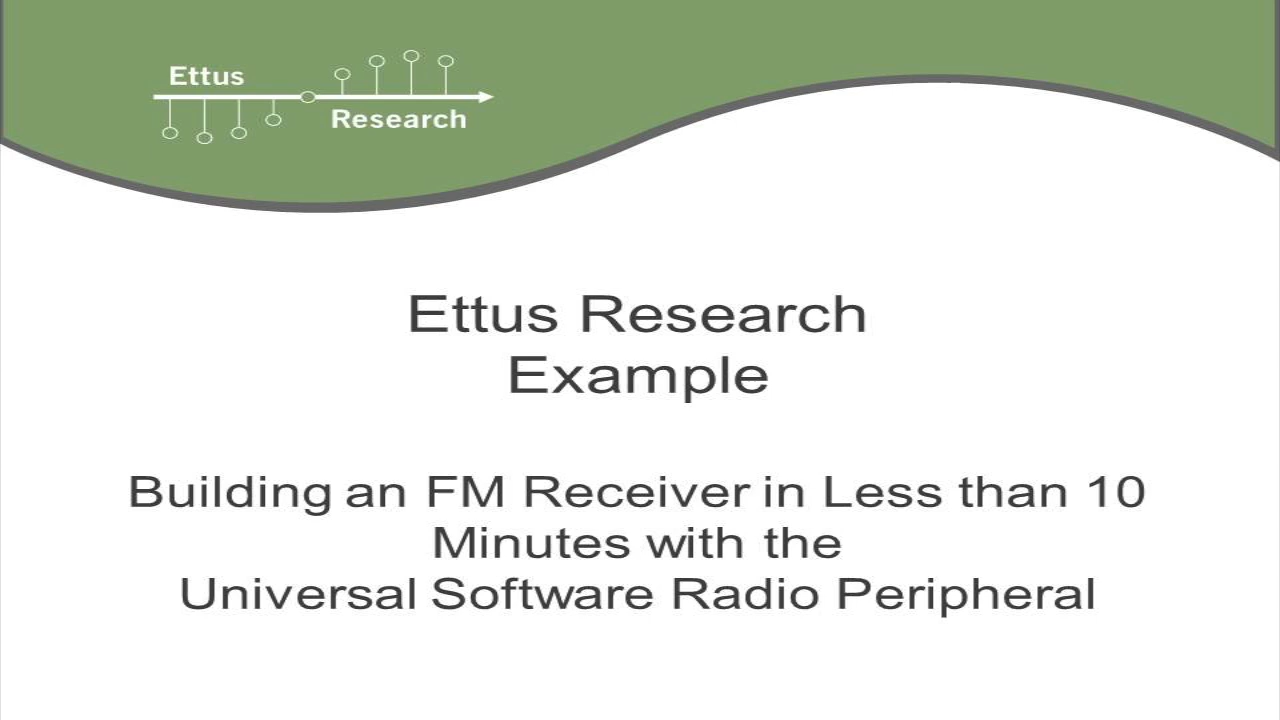 Ettus
Research
Ettus Research
Example
Building an FM Receiver in Less than 10
Minutes with the
Universal Software Radio Peripheral